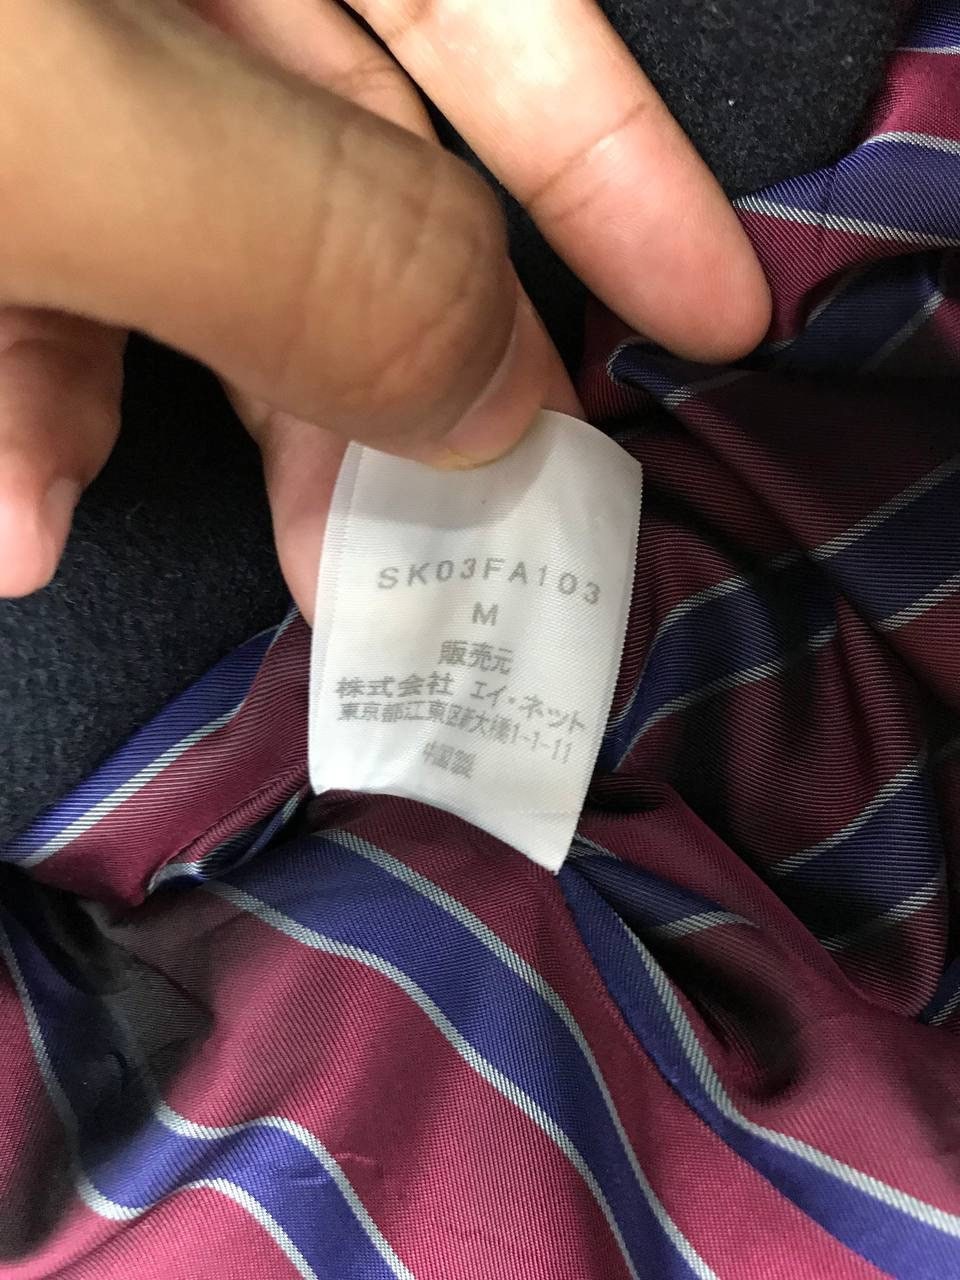 SK03FA103
M
販売元
株式会社 エイ・ネット
東京都江東区新大橋1-1-11
中国製